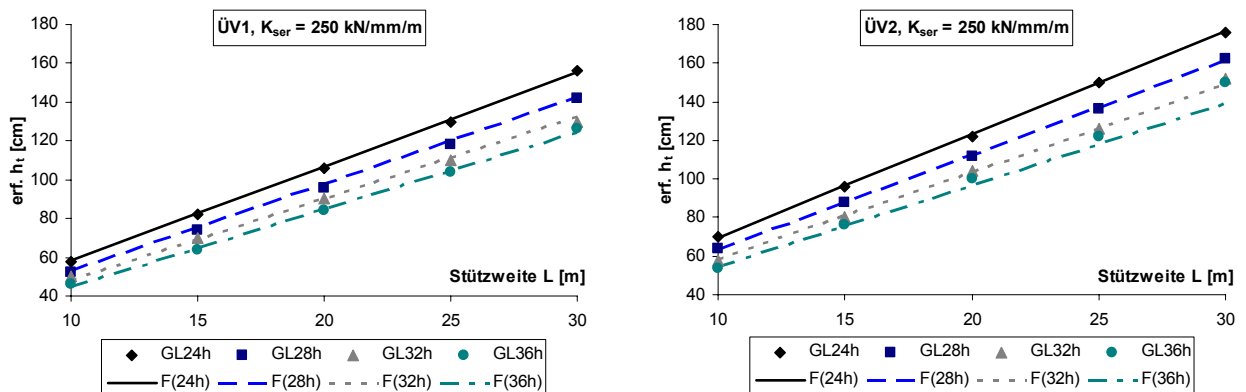 ÜV1, Kser = 250 kN/mm/m
erf. ht [cm]
180
160
140
120
100
80
60
40
Stützweite L [m]
10 15 20 25 30
GL24h GL28h GL32h GL36h
F(24h) F(28h) F(32h) F(36h)
ÜV2, Kser = 250 kN/mm/m
erf. ht [cm]
180
160
140
120
100
80
60
40
Stützweite L [m]
10 15 20 25 30
GL24h GL28h GL32h GL36h
F(24h) F(28h) F(32h) F(36h)